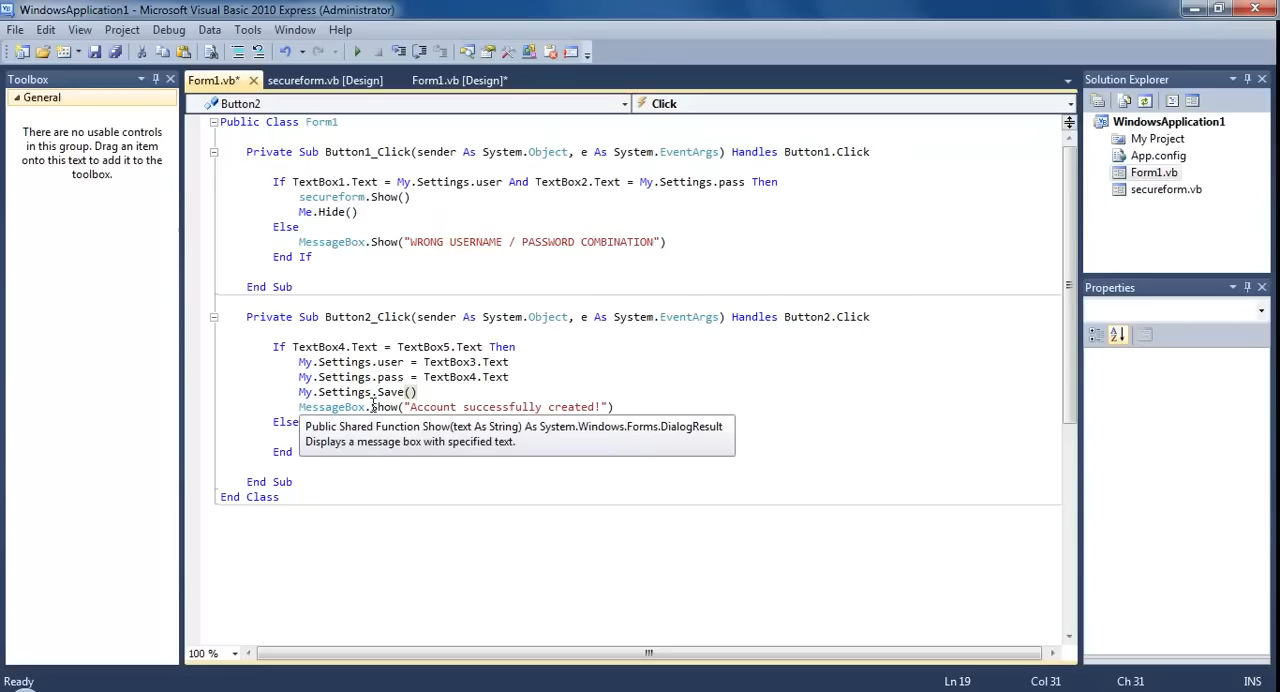 WindowsApplication1 - Microsoft Visual Basic 2010 Express (Administrator)
File Edit View Project Debug Data Tools Window Help
Toolbox
General
There are no usable controls
in this group. Drag an item
onto this text to add it to the
toolbox.
Form1.vb* secureform.vb [Design] Form1.vb [Design]*
Button2 Click
Public Class Form1
Private Sub Button1_Click(sender As System.Object, e As System.EventArgs) Handles Button1.Click
If TextBox1.Text = My.Settings.user And TextBox2.Text = My.Settings.pass Then
secureform.Show()
Me.Hide()
Else
MessageBox.Show("WRONG USERNAME / PASSWORD COMBINATION")
End If
End Sub
Private Sub Button2_Click(sender As System.Object, e As System.EventArgs) Handles Button2.Click
If TextBox4.Text = TextBox5.Text Then
My.Settings.user = TextBox3.Text
My.Settings.pass = TextBox4.Text
My.Settings.Save()
MessageBox.Show("Account successfully created!")
Else
Public Shared Function Show(text As String) As System.Windows.Forms.DialogResult
Displays a message box with specified text.
End
End Sub
End Class
100 %
Solution Explorer
WindowsApplication1
My Project
App.config
Form1.vb
secureform.vb
Properties
Ready Ln 19 Col 31 Ch 31 INS